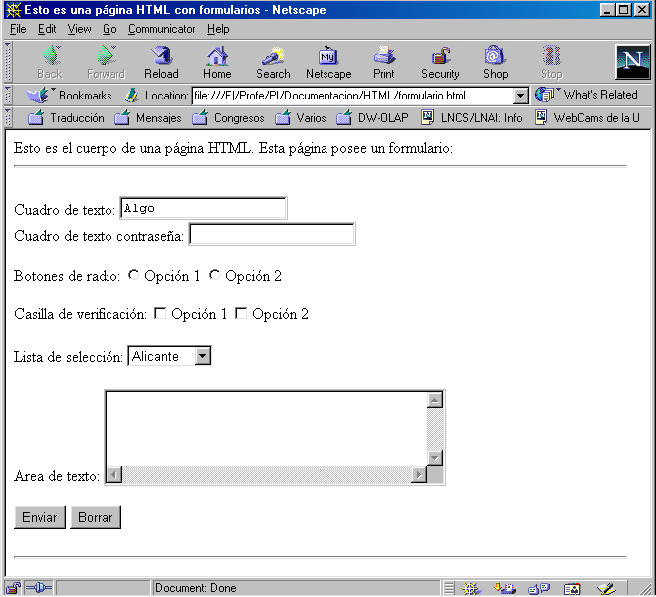 Esto es una página HTML con formularios - Netscape
File Edit View Go Communicator Help
Back Forward Reload Home Search Netscape Print Security Shop Stop
My
N
Bookmarks Location: file:///E|/Profe/PI/Documentacion/HTML/formulario.html What's Related
Traducción Mensajes Congresos Varios DW-OLAP LNCS/LNAI: Info WebCams de la U
Esto es el cuerpo de una página HTML. Esta página posee un formulario:
Cuadro de texto: Algo
Cuadro de texto contraseña:
Botones de radio: Opción 1 Opción 2
Casilla de verificación: Opción 1 Opción 2
Lista de selección: Alicante
Area de texto:
Enviar Borrar
Document: Done